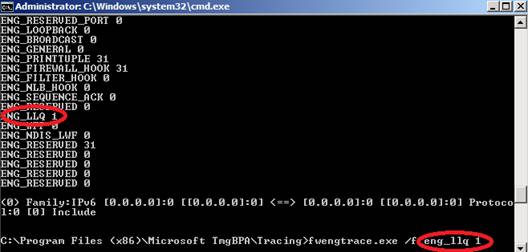 Administrator: C:\Windows\system32\cmd.exe
ENG_RESERVED_PORT 0
ENG_LOOPBACK 0
ENG_BROADCAST 0
ENG_GENERAL 0
ENG_PRINTTUPLE 31
ENG_FIREWALL_HOOK 31
ENG_FILTER_HOOK 0
ENG_NLB_HOOK 0
ENG_SEQUENCE_ACK 0
ENG_RESERVED 0
ENG_LLQ 1
ENG_WFP 0
ENG_NDIS_LWF 0
ENG_RESERVED 31
ENG_RESERVED 0
ENG_RESERVED 0
ENG_RESERVED 0
ENG_RESERVED 0
(0) Family:IPv6 [0.0.0.0]:0 [[0.0.0.0]:0] <==> [0.0.0.0]:0 [[0.0.0.0]:0] Protoco
l:0 [0] Include
C:\Program Files (x86)\Microsoft TmgBPA\Tracing>fwengtrace.exe /f eng_llq 1